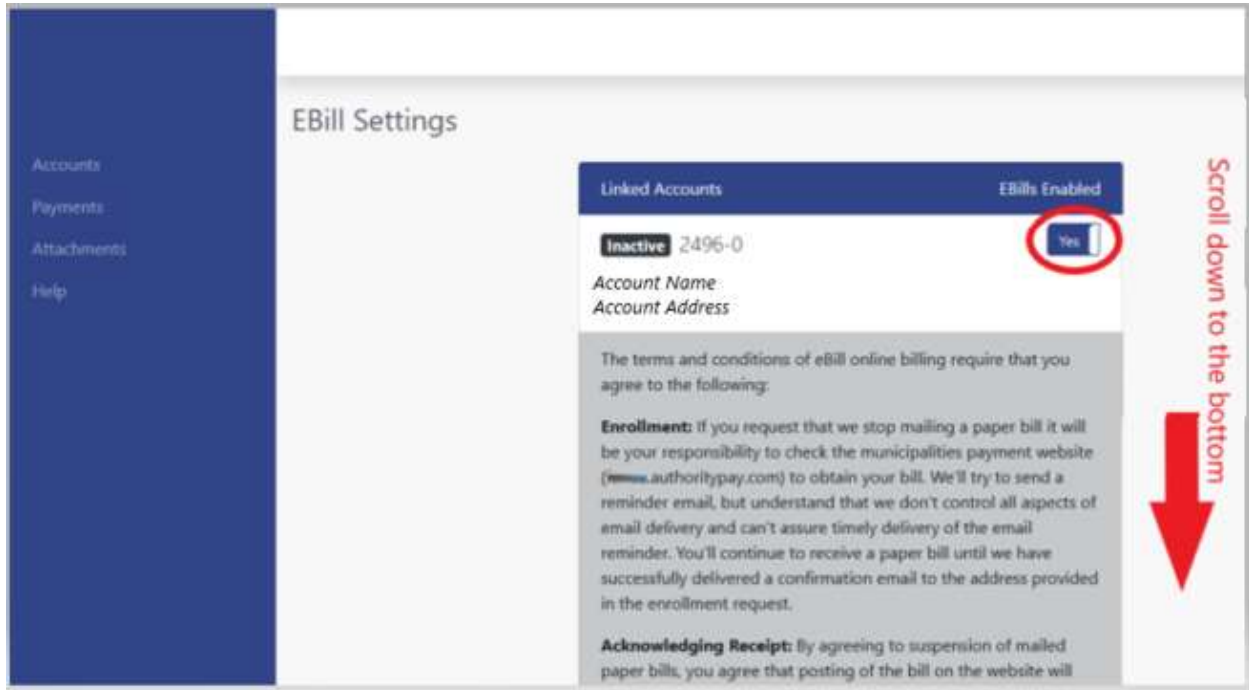 EBill Settings
Accounts
Payments
Attachments
Help
Linked Accounts EBills Enabled
Inactive 2496-0 Yes
Account Name
Account Address
The terms and conditions of eBill online billing require that you
agree to the following:
Enrollment: If you request that we stop mailing a paper bill it will
be your responsibility to check the municipalities payment website
(.authoritypay.com) to obtain your bill. We'll try to send a
reminder email, but understand that we don't control all aspects of
email delivery and can't assure timely delivery of the email
reminder. You'll continue to receive a paper bill until we have
successfully delivered a confirmation email to the address provided
in the enrollment request.
Acknowledging Receipt: By agreeing to suspension of mailed
paper bills, you agree that posting of the bill on the website will
Scroll down to the bottom